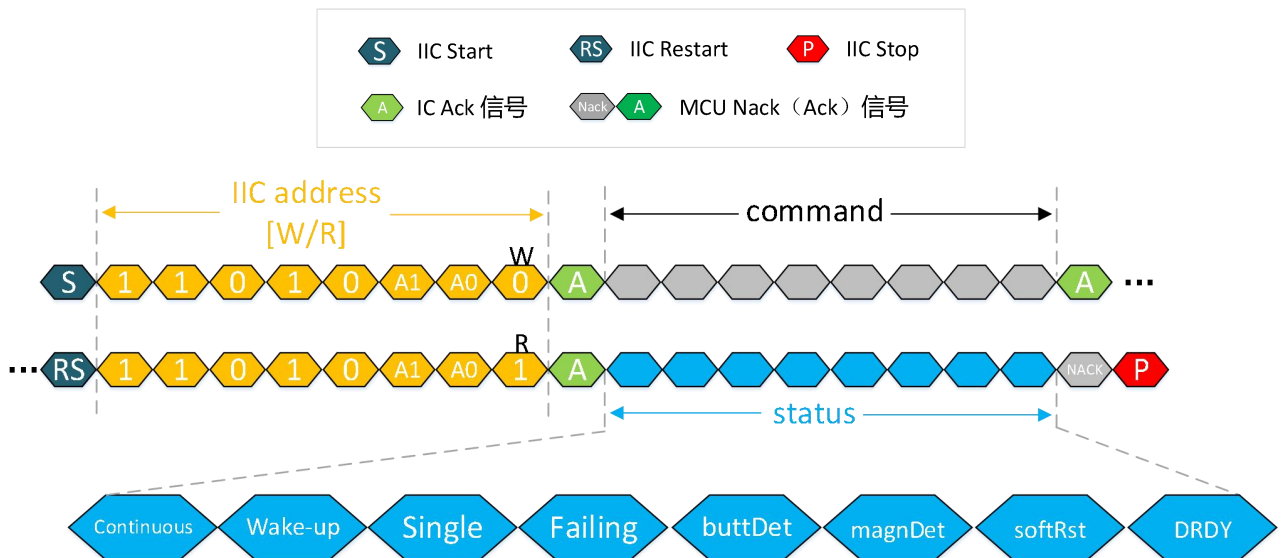 S IIC Start RS IIC Restart P IIC Stop
A IC Ack 信号 Nack A MCU Nack（Ack）信号
IIC address
[W/R]
command
W
S 1 1 0 1 0 A1 A0 0 A A ...
R
... RS 1 1 0 1 0 A1 A0 1 A NACK P
status
Continuous Wake-up Single Failing buttDet magnDet softRst DRDY